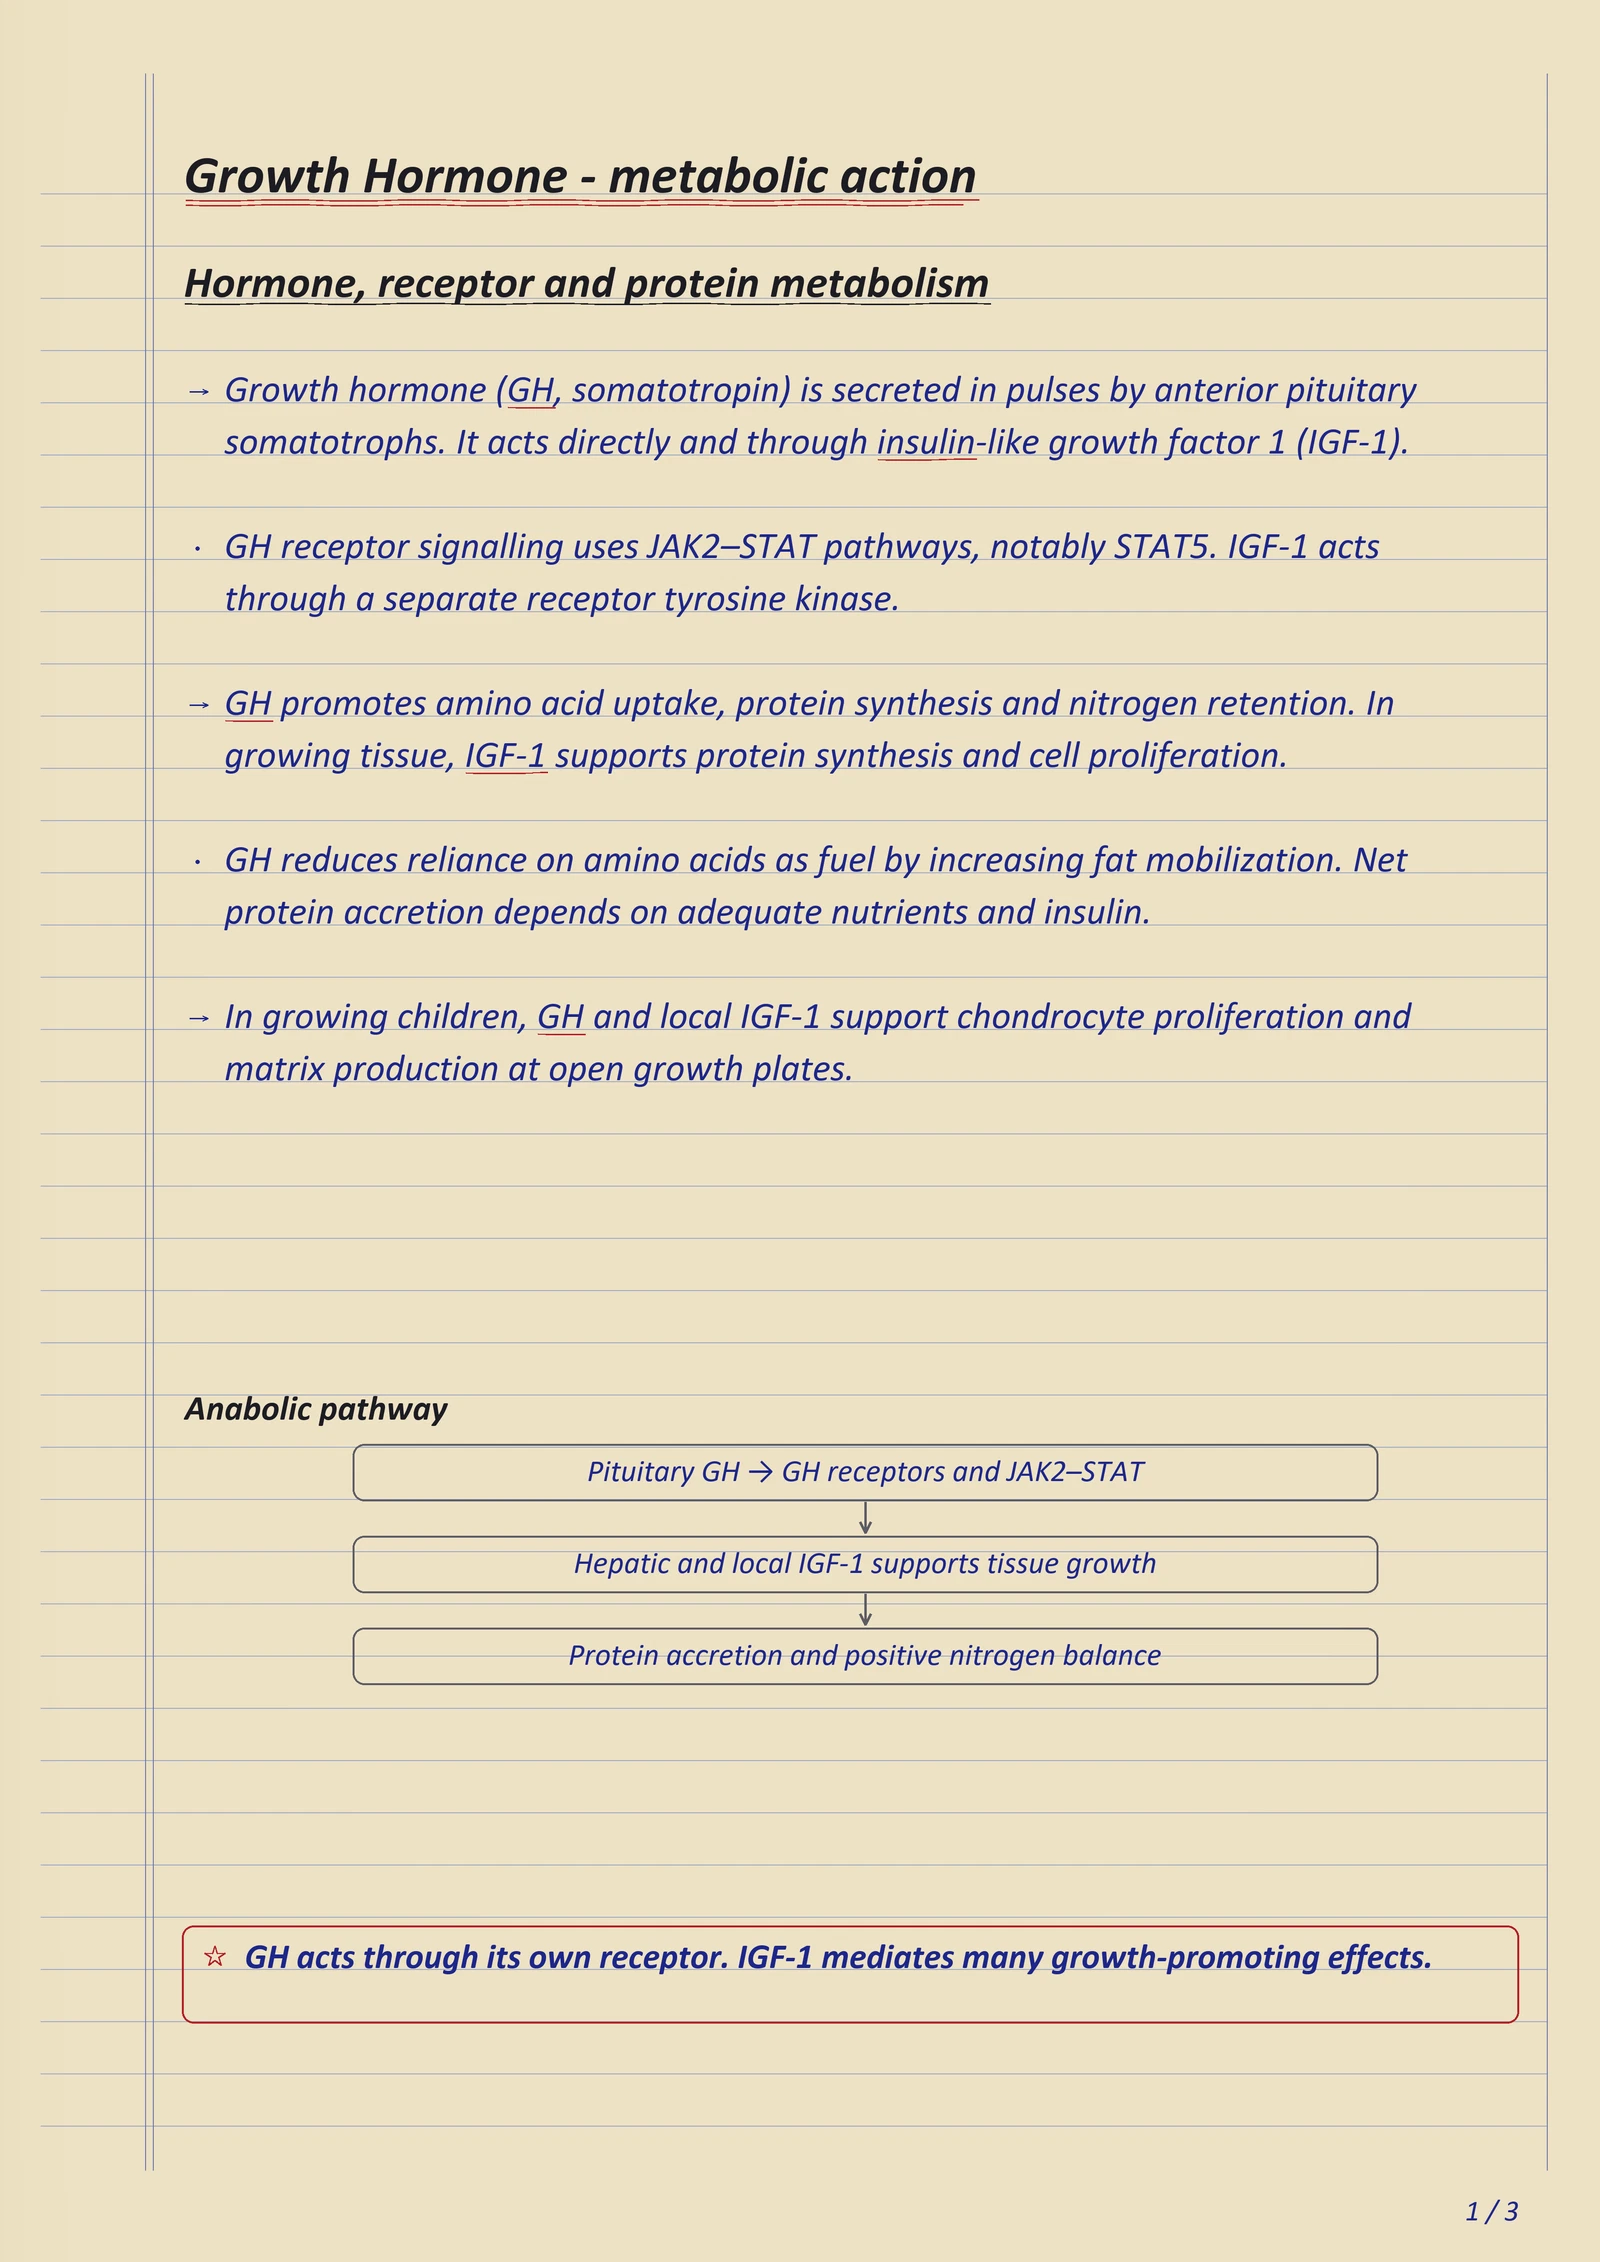 Growth Hormone - metabolic action
Hormone, receptor and protein metabolism
→ Growth hormone (GH, somatotropin) is secreted in pulses by anterior pituitary
somatotrophs. It acts directly and through insulin-like growth factor 1 (IGF-1).
· GH receptor signalling uses JAK2–STAT pathways, notably STAT5. IGF-1 acts
through a separate receptor tyrosine kinase.
→ GH promotes amino acid uptake, protein synthesis and nitrogen retention. In
growing tissue, IGF-1 supports protein synthesis and cell proliferation.
· GH reduces reliance on amino acids as fuel by increasing fat mobilization. Net
protein accretion depends on adequate nutrients and insulin.
→ In growing children, GH and local IGF-1 support chondrocyte proliferation and
matrix production at open growth plates.
Anabolic pathway
Pituitary GH → GH receptors and JAK2–STAT
Hepatic and local IGF-1 supports tissue growth
Protein accretion and positive nitrogen balance
☆ GH acts through its own receptor. IGF-1 mediates many growth-promoting effects.
1 / 3